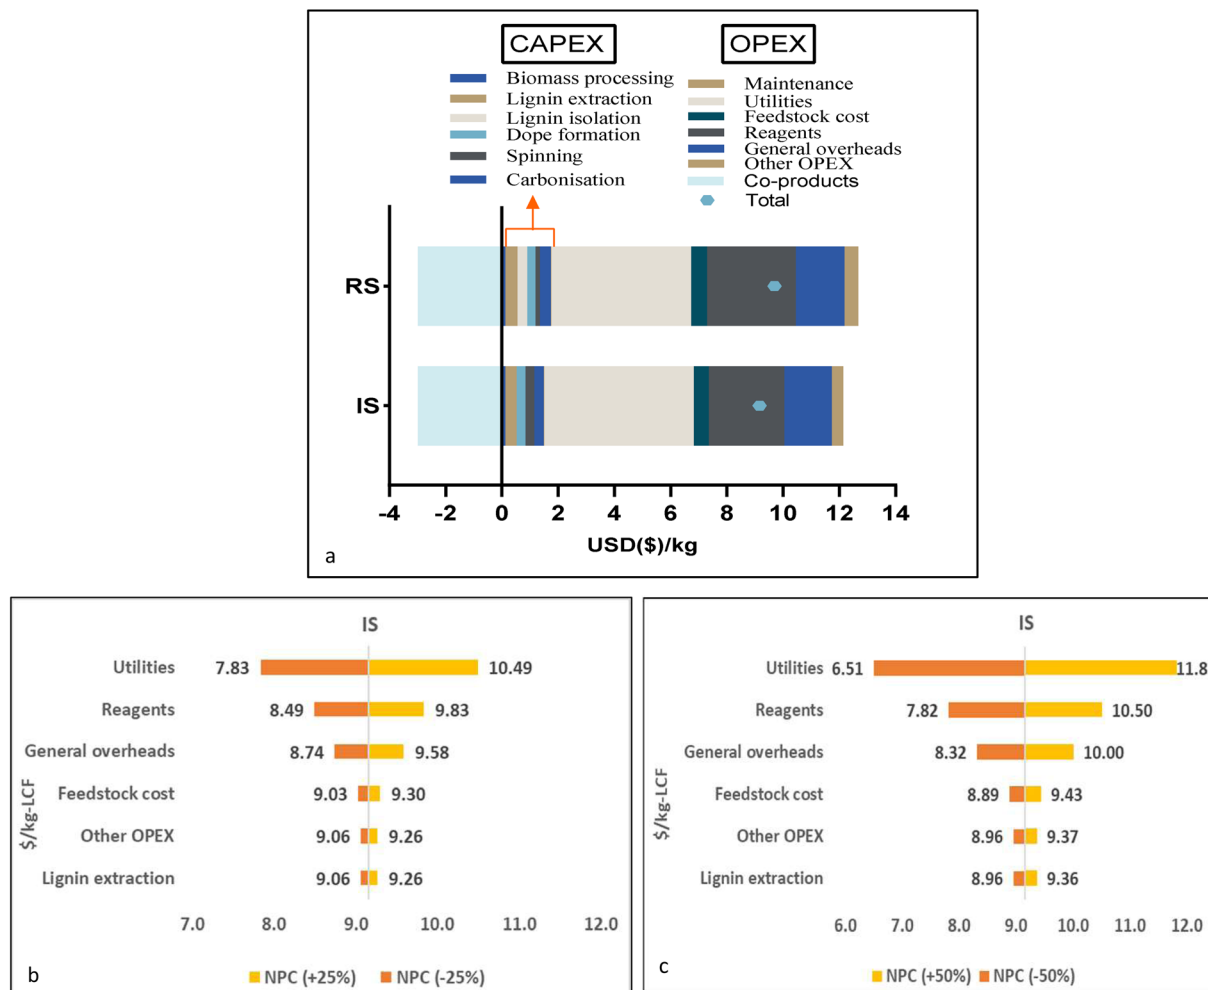 CAPEX
Biomass processing
Lignin extraction
Lignin isolation
Dope formation
Spinning
Carbonisation
OPEX
Maintenance
Utilities
Feedstock cost
Reagents
General overheads
Other OPEX
Co-products
Total
RS
IS
-4 -2 0 2 4 6 8 10 12 14
USD($)/kg
a
IS
$/kg-LCF
Utilities 7.83 10.49
Reagents 8.49 9.83
General overheads 8.74 9.58
Feedstock cost 9.03 9.30
Other OPEX 9.06 9.26
Lignin extraction 9.06 9.26
7.0 8.0 9.0 10.0 11.0 12.0
NPC (+25%) NPC (-25%)
b
IS
$/kg-LCF
Utilities 6.51 11.8
Reagents 7.82 10.50
General overheads 8.32 10.00
Feedstock cost 8.89 9.43
Other OPEX 8.96 9.37
Lignin extraction 8.96 9.36
6.0 7.0 8.0 9.0 10.0 11.0 12.0
NPC (+50%) NPC (-50%)
c